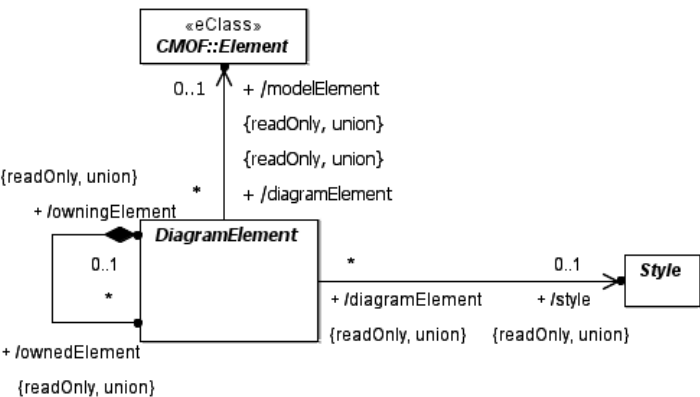 «eClass»
CMOF::Element
0..1
+ /modelElement
{readOnly, union}
{readOnly, union}
+ /diagramElement
*
{readOnly, union}
+ /owningElement
DiagramElement
0..1
*
+ /ownedElement
{readOnly, union}
*
0..1
+ /diagramElement
+ /style
{readOnly, union}
{readOnly, union}
Style